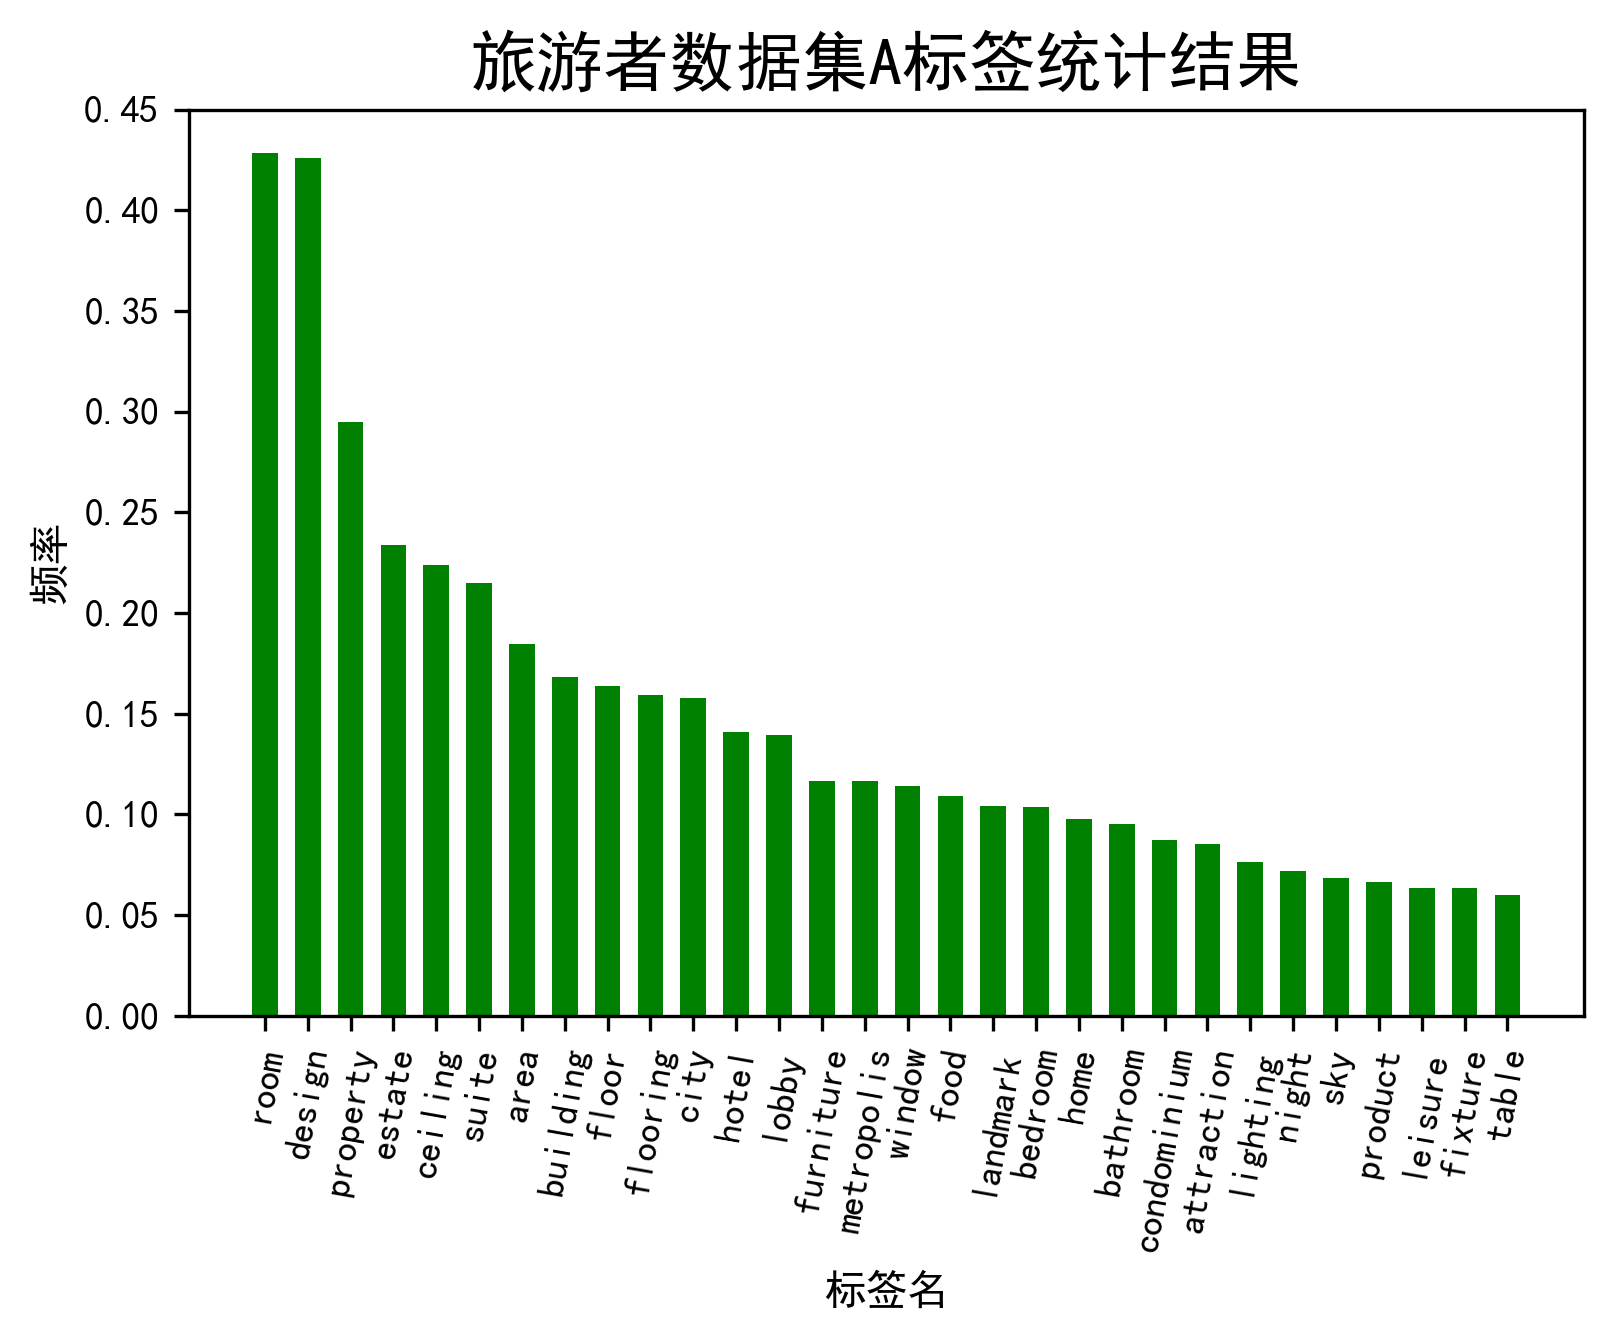 旅游者数据集A标签统计结果
0.45
0.40
0.35
0.30
0.25
0.20
0.15
0.10
0.05
0.00
频率
room
design
property
estate
ceiling
suite
area
building
floor
flooring
city
hotel
lobby
furniture
metropolis
window
food
landmark
bedroom
home
bathroom
condominium
attraction
lighting
night
sky
product
leisure
fixture
table
标签名